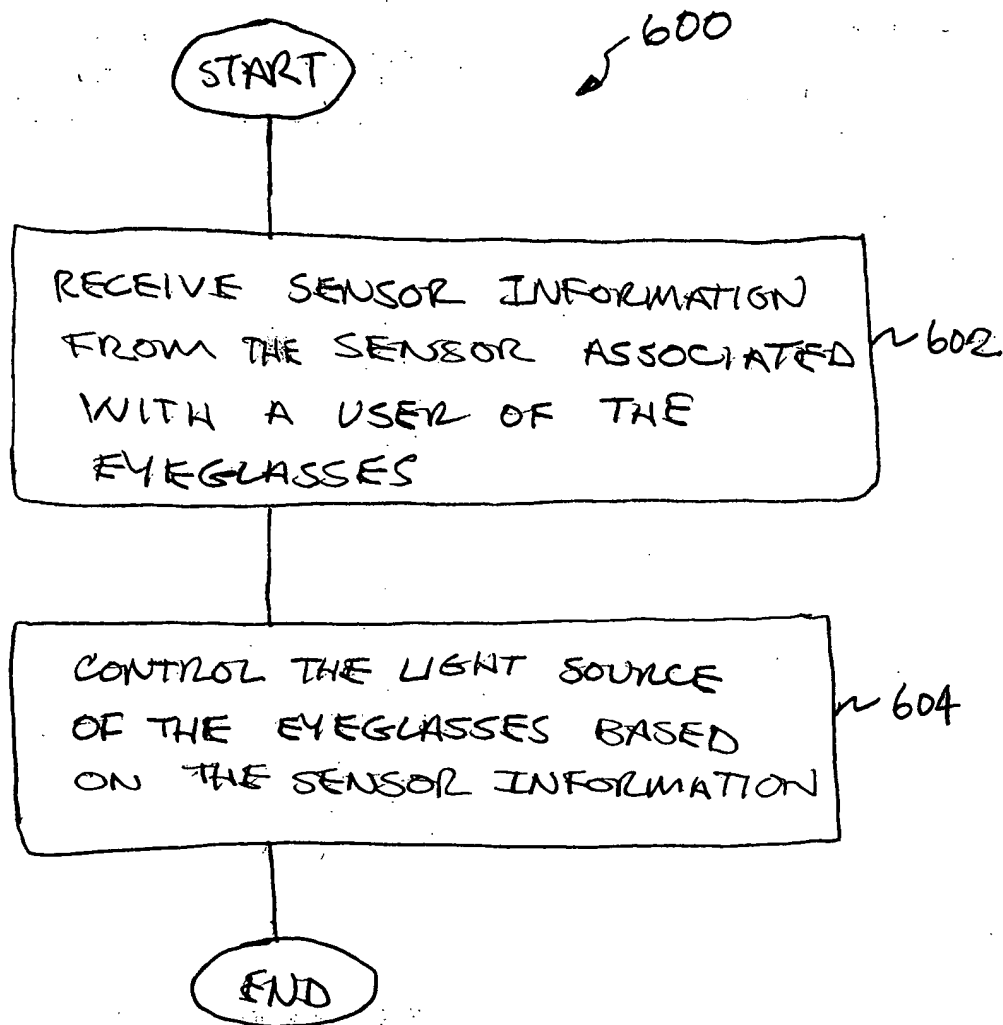 START
600
RECEIVE SENSOR INFORMATION
FROM THE SENSOR ASSOCIATED
WITH A USER OF THE
EYEGLASSES
602
CONTROL THE LIGHT SOURCE
OF THE EYEGLASSES BASED
ON THE SENSOR INFORMATION
604
END